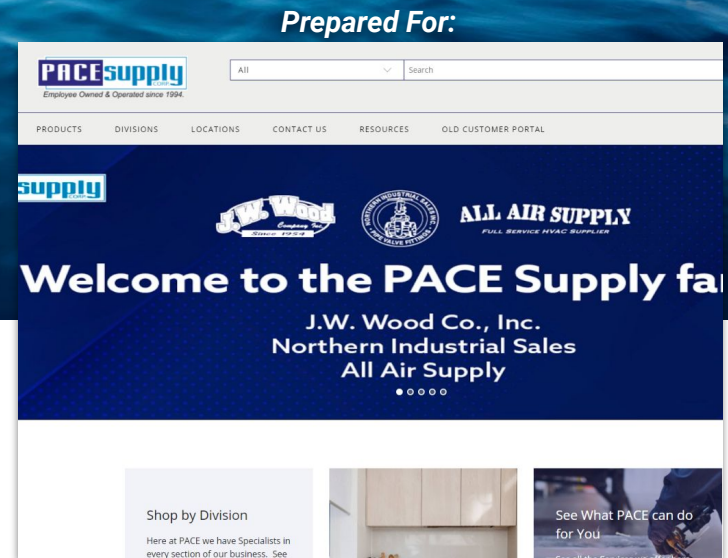 Prepared For:
PACE supply
CORP.
Employee Owned & Operated since 1994.
All
Search
PRODUCTS DIVISIONS LOCATIONS CONTACT US RESOURCES OLD CUSTOMER PORTAL
supply
CORP.
J.W. Wood
Company Inc.
Since 1954
NORTHERN INDUSTRIAL SALES INC.
PIPE VALVE FITTINGS
ALL AIR SUPPLY
FULL SERVICE HVAC SUPPLIER
Welcome to the PACE Supply fa
J.W. Wood Co., Inc.
Northern Industrial Sales
All Air Supply
Shop by Division
Here at PACE we have Specialists in
every section of our business. See
See What PACE can do
for You